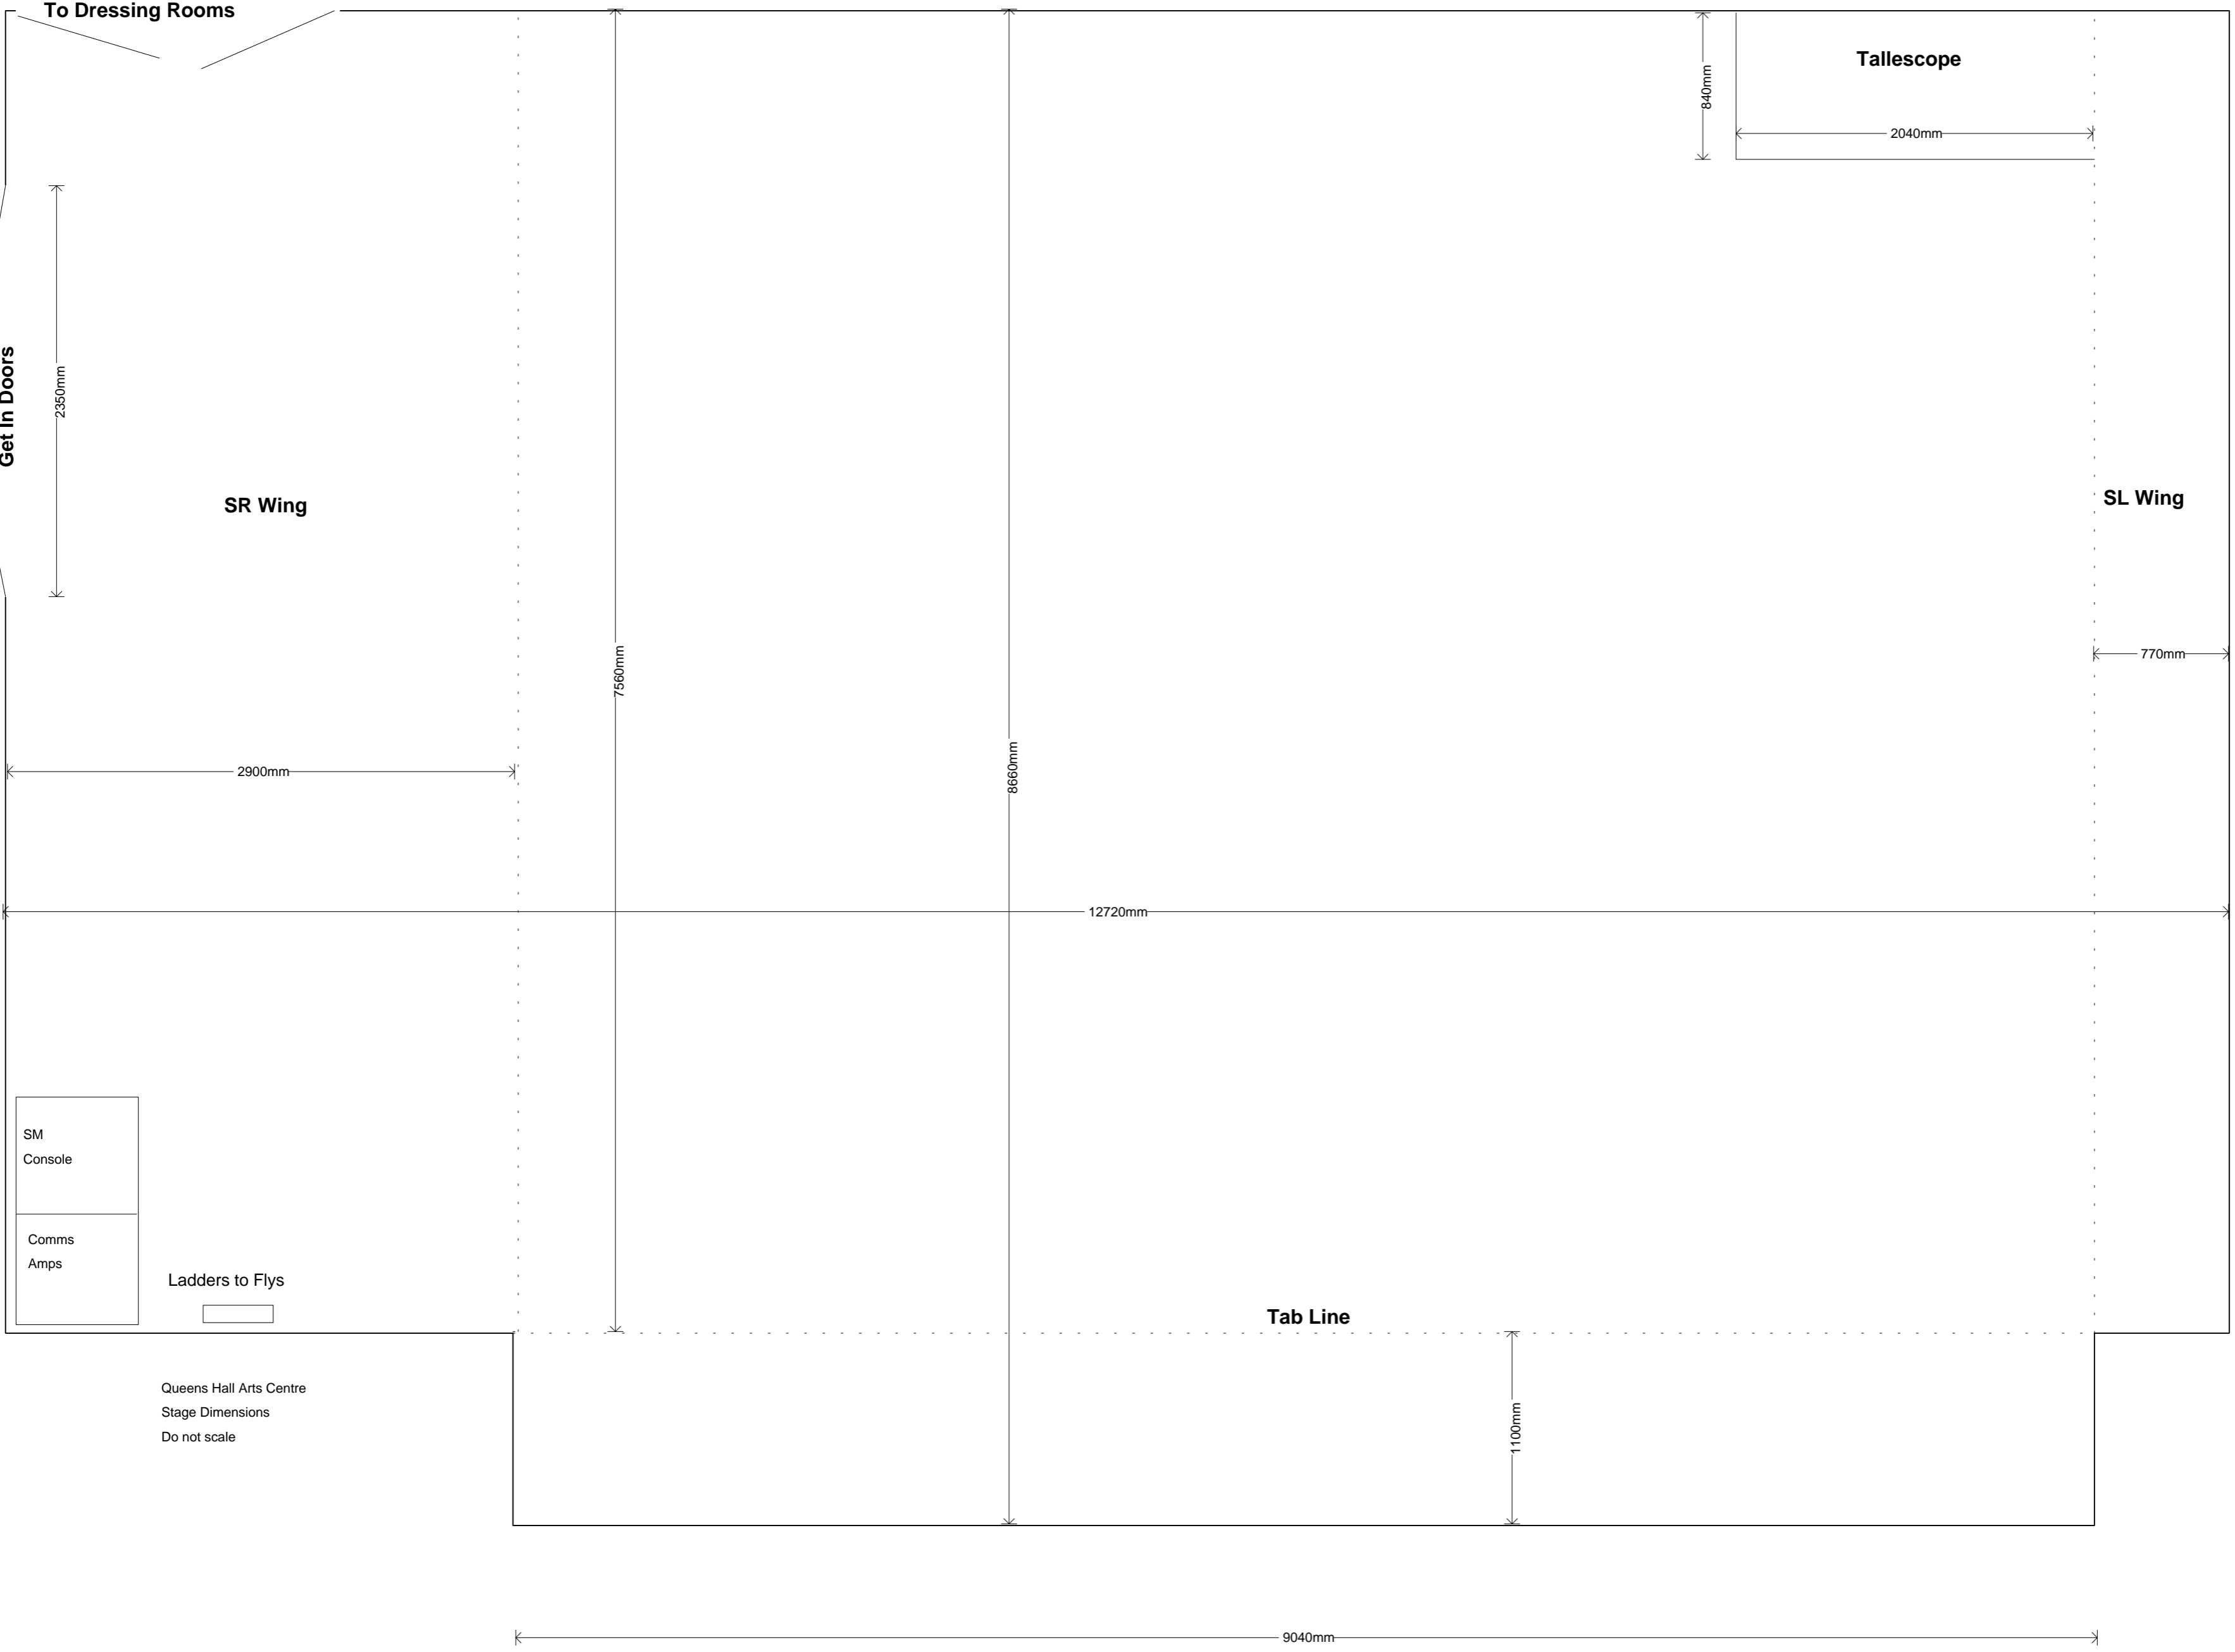 To Dressing Rooms
Tallescope
840mm
2040mm
Get In Doors
2350mm
SR Wing
SL Wing
7560mm
770mm
8660mm
2900mm
12720mm
SM
Console
Comms
Amps
Ladders to Flys
Tab Line
Queens Hall Arts Centre
Stage Dimensions
Do not scale
1100mm
9040mm